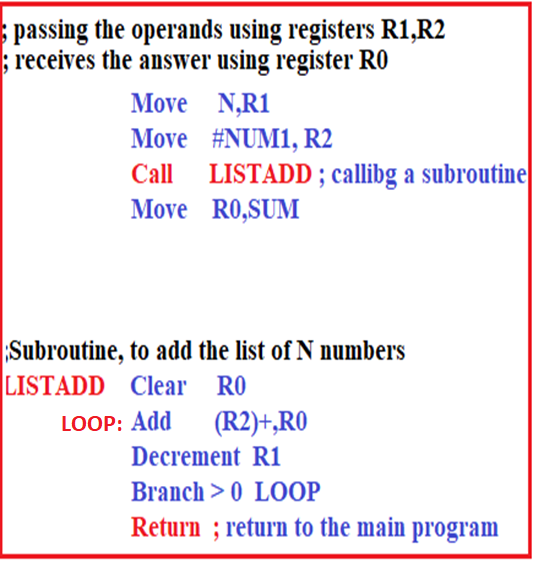 ; passing the operands using registers R1,R2
; receives the answer using register R0
Move N,R1
Move #NUM1, R2
Call LISTADD ; callibg a subroutine
Move R0,SUM
;Subroutine, to add the list of N numbers
LISTADD Clear R0
LOOP: Add (R2)+,R0
Decrement R1
Branch > 0 LOOP
Return ; return to the main program